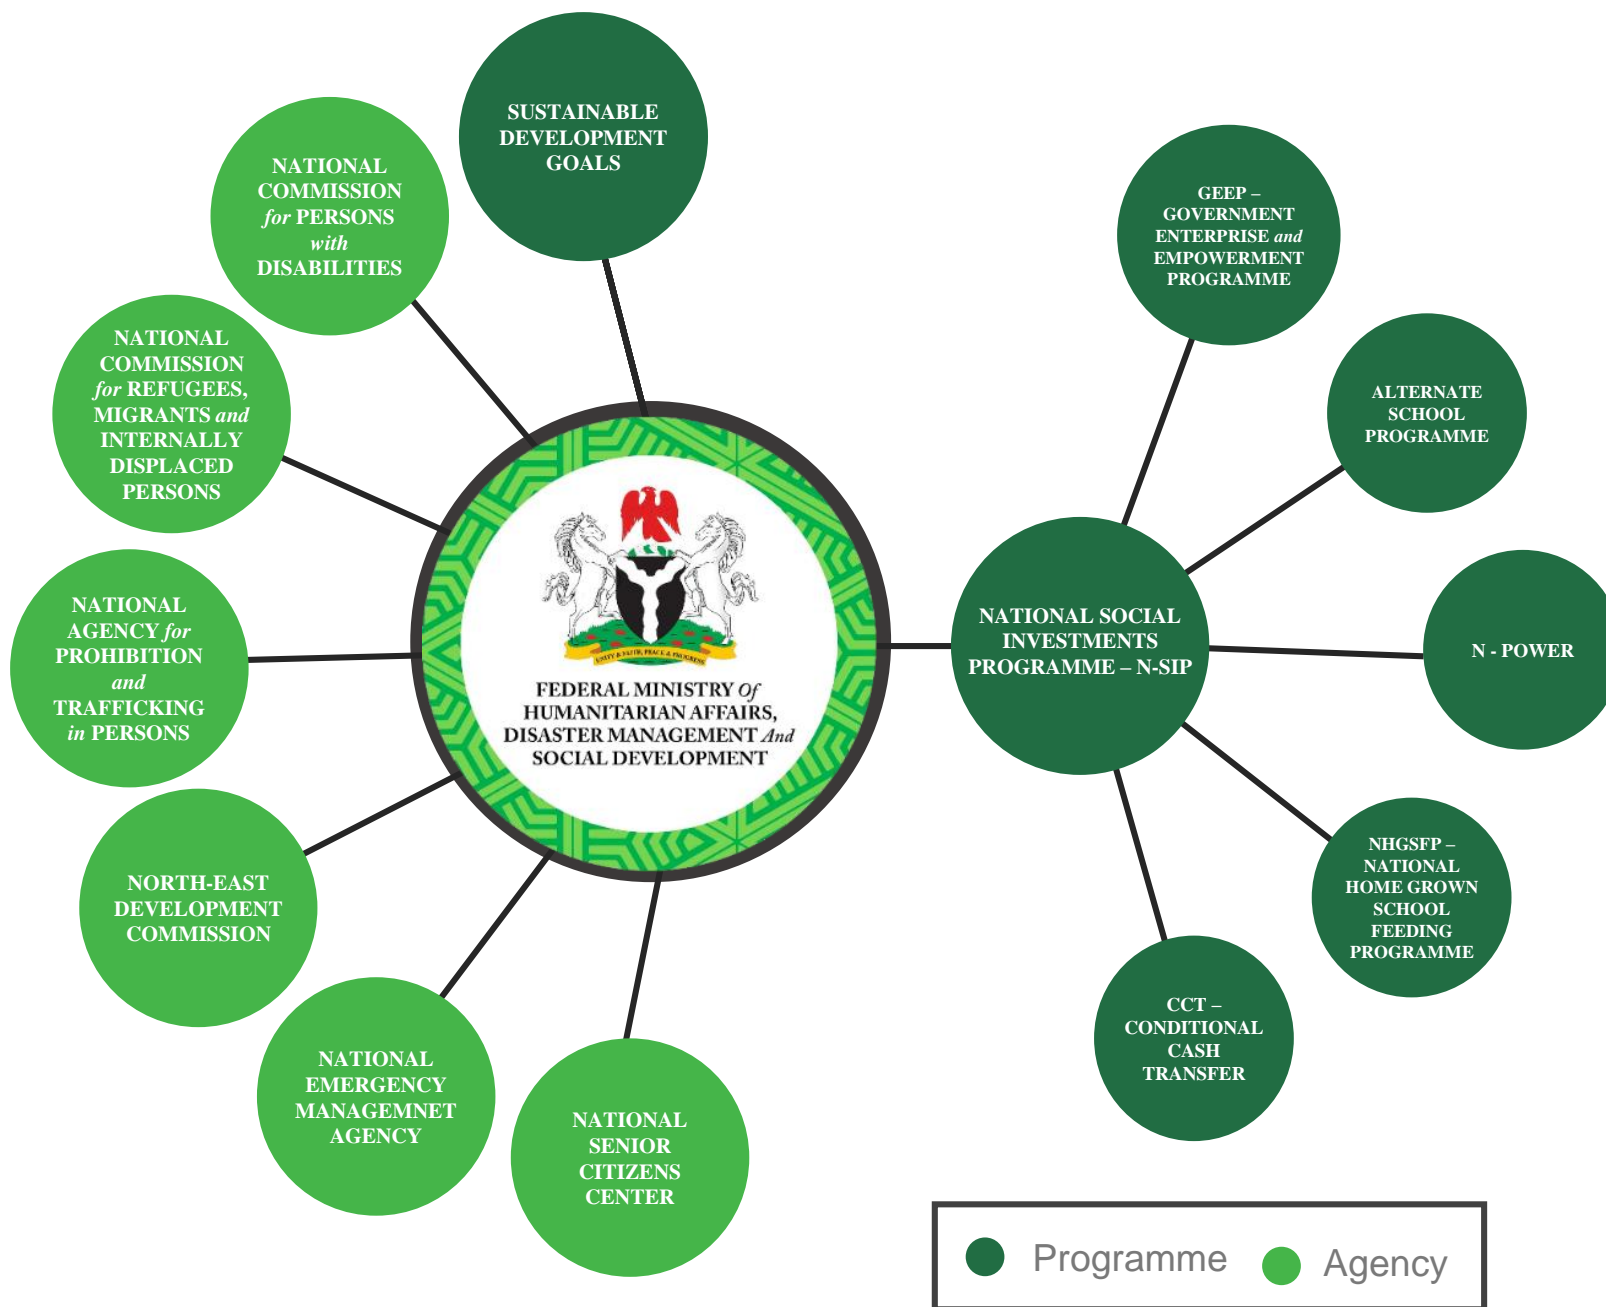 SUSTAINABLE
DEVELOPMENT
GOALS
NATIONAL
COMMISSION
for PERSONS
with
DISABILITIES
NATIONAL
COMMISSION
for REFUGEES,
MIGRANTS and
INTERNALLY
DISPLACED
PERSONS
NATIONAL
AGENCY for
PROHIBITION
and
TRAFFICKING
in PERSONS
NORTH-EAST
DEVELOPMENT
COMMISSION
NATIONAL
EMERGENCY
MANAGEMNET
AGENCY
NATIONAL
SENIOR
CITIZENS
CENTER
UNITY & FAITH, PEACE & PROGRESS
FEDERAL MINISTRY Of
HUMANITARIAN AFFAIRS,
DISASTER MANAGEMENT And
SOCIAL DEVELOPMENT
NATIONAL SOCIAL
INVESTMENTS
PROGRAMME – N-SIP
GEEP –
GOVERNMENT
ENTERPRISE and
EMPOWERMENT
PROGRAMME
ALTERNATE
SCHOOL
PROGRAMME
N - POWER
NHGSFP –
NATIONAL
HOME GROWN
SCHOOL
FEEDING
PROGRAMME
CCT –
CONDITIONAL
CASH
TRANSFER
Programme
Agency